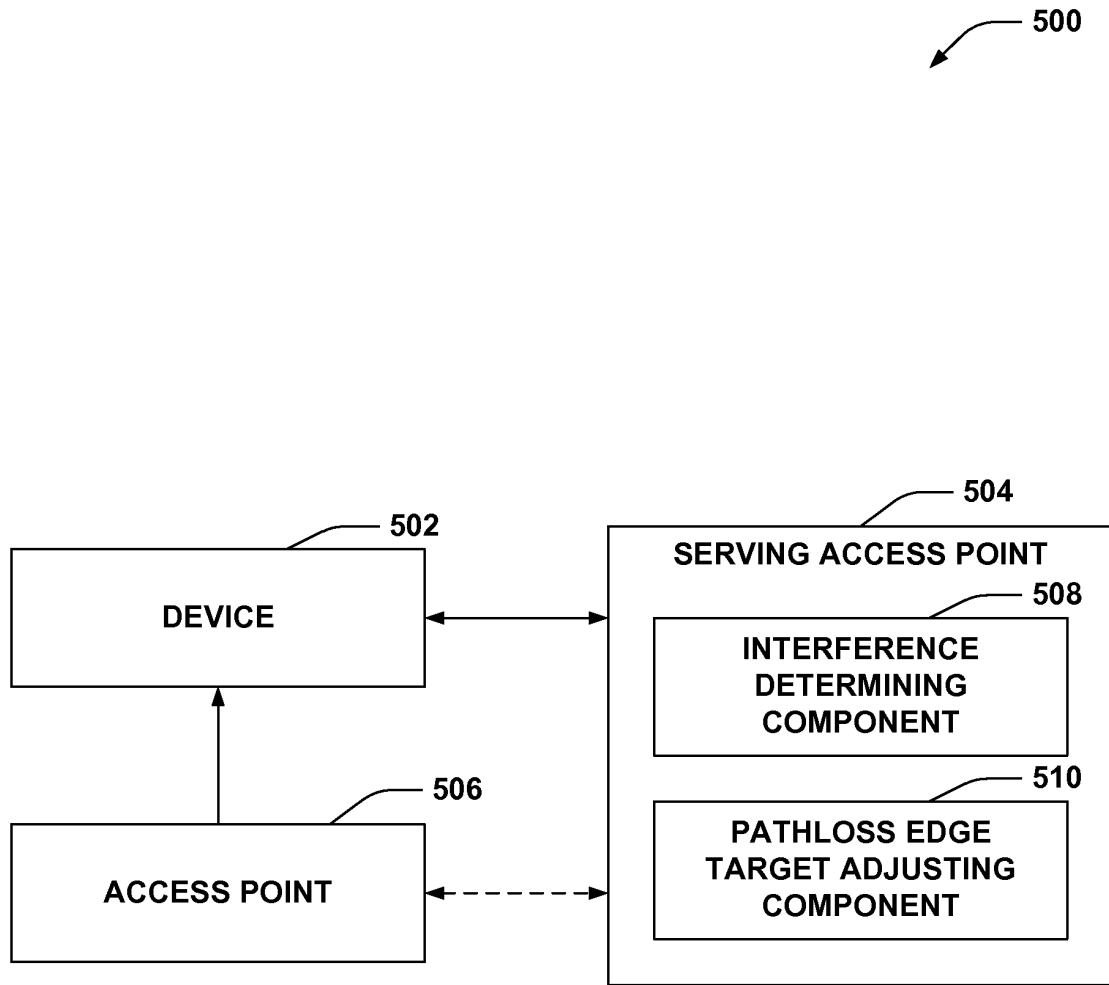 500
504
502
SERVING ACCESS POINT
DEVICE
508
INTERFERENCE
DETERMINING
COMPONENT
506
510
ACCESS POINT
PATHLOSS EDGE
TARGET ADJUSTING
COMPONENT